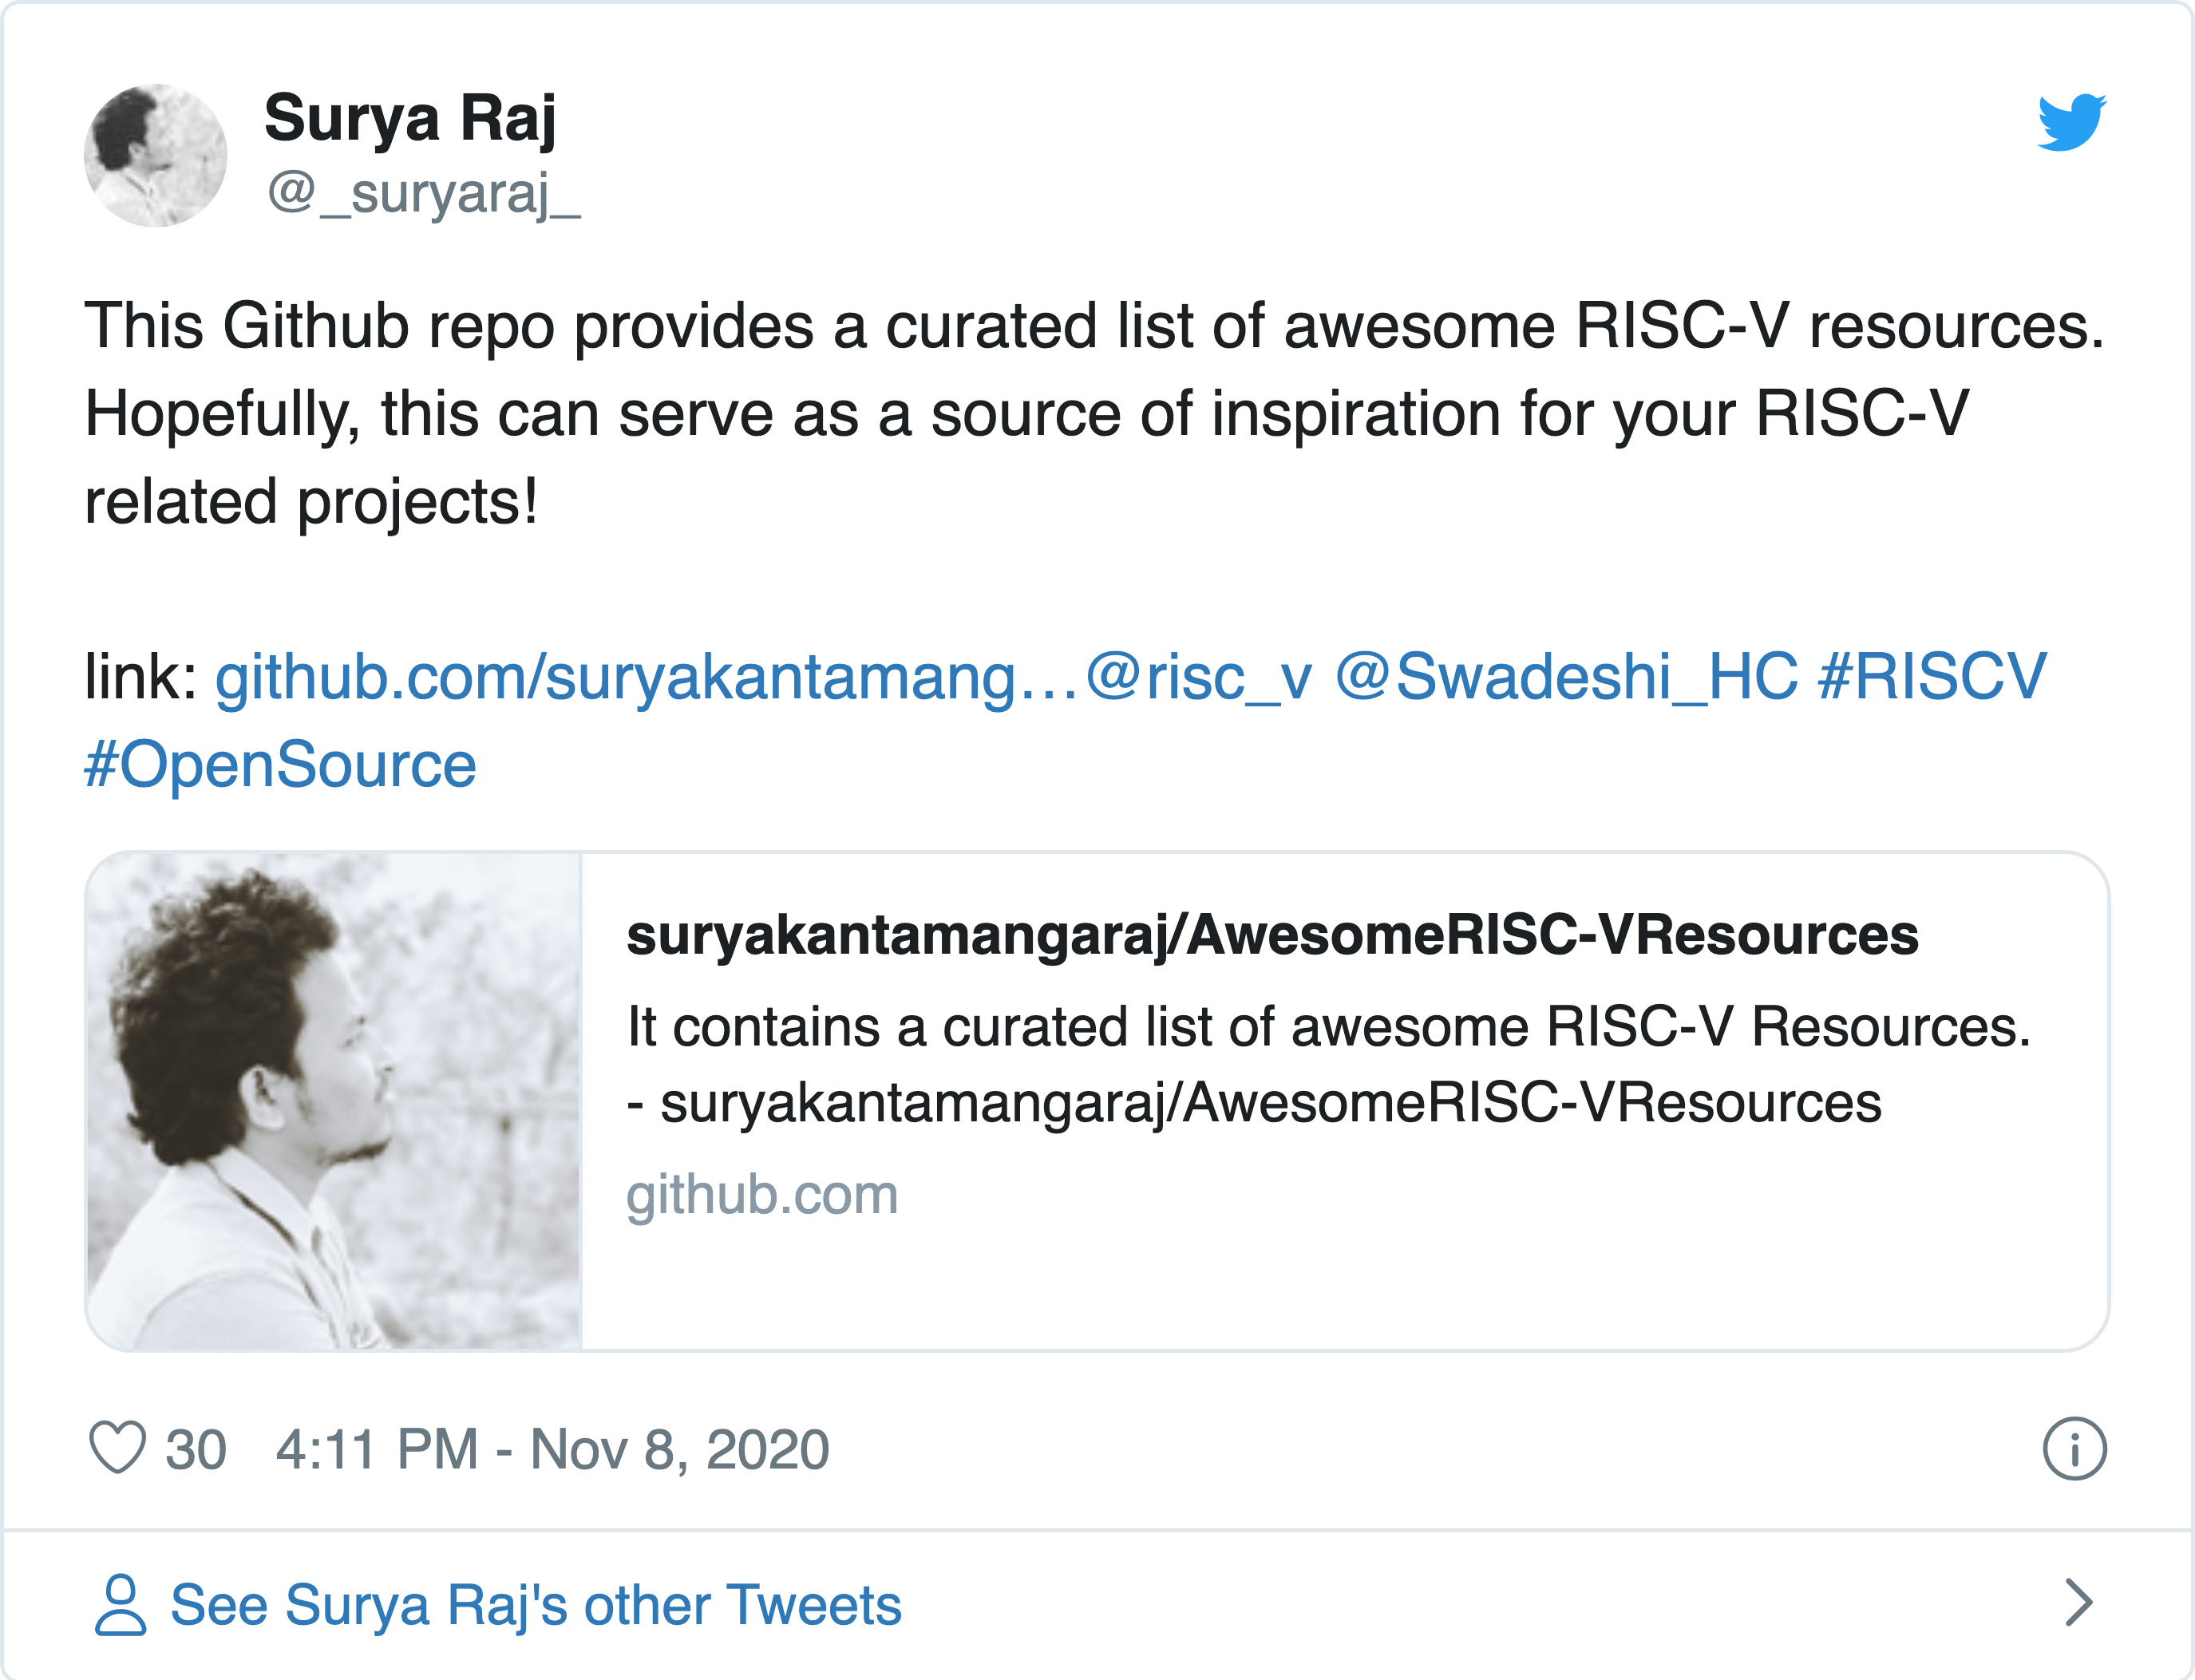 Surya Raj
@_suryaraj_
This Github repo provides a curated list of awesome RISC-V resources.
Hopefully, this can serve as a source of inspiration for your RISC-V
related projects!
link: github.com/suryakantamang…@risc_v @Swadeshi_HC #RISCV
#OpenSource
suryakantamangaraj/AwesomeRISC-VResources
It contains a curated list of awesome RISC-V Resources.
- suryakantamangaraj/AwesomeRISC-VResources
github.com
30 4:11 PM - Nov 8, 2020
See Surya Raj's other Tweets